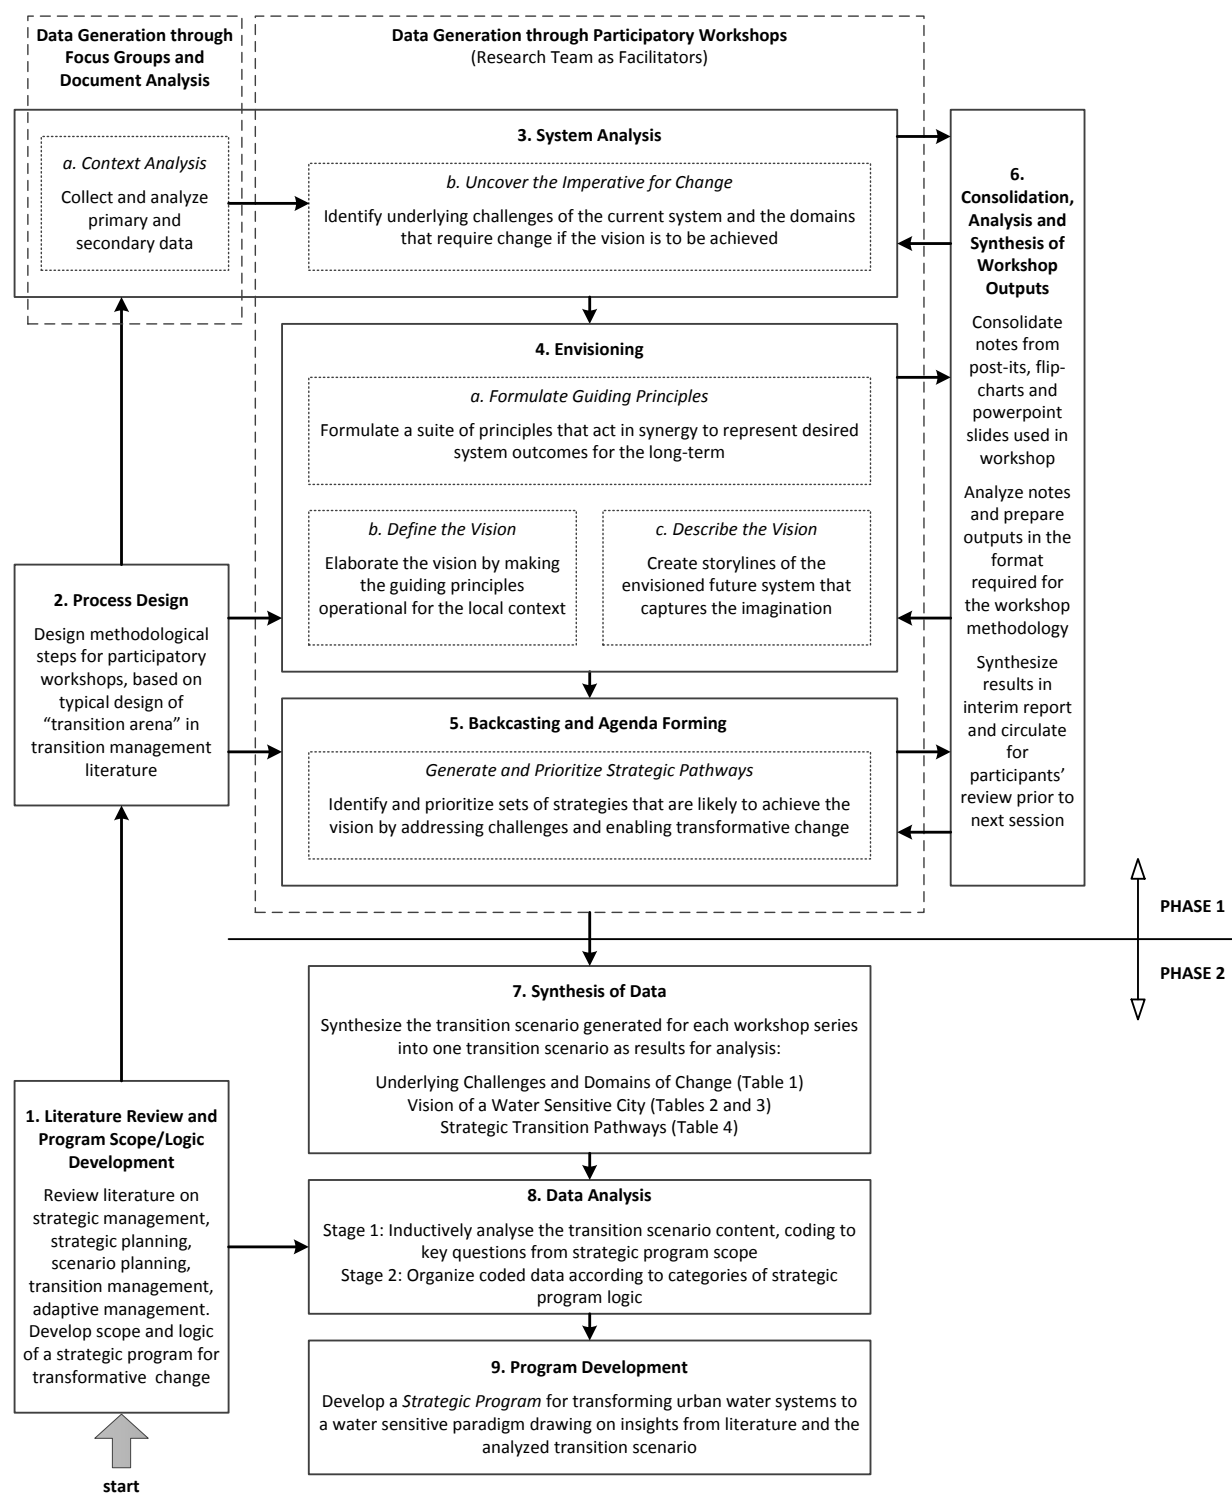 Data Generation through
Focus Groups and
Document Analysis
Data Generation through Participatory Workshops
(Research Team as Facilitators)
3. System Analysis
a. Context Analysis
Collect and analyze
primary and
secondary data
b. Uncover the Imperative for Change
Identify underlying challenges of the current system and the domains
that require change if the vision is to be achieved
4. Envisioning
a. Formulate Guiding Principles
Formulate a suite of principles that act in synergy to represent desired
system outcomes for the long-term
b. Define the Vision
Elaborate the vision by making
the guiding principles
operational for the local context
c. Describe the Vision
Create storylines of the
envisioned future system that
captures the imagination
5. Backcasting and Agenda Forming
Generate and Prioritize Strategic Pathways
Identify and prioritize sets of strategies that are likely to achieve the
vision by addressing challenges and enabling transformative change
6.
Consolidation,
Analysis and
Synthesis of
Workshop
Outputs
Consolidate
notes from
post-its, flip-
charts and
powerpoint
slides used in
workshop
Analyze notes
and prepare
outputs in the
format
required for
the workshop
methodology
Synthesize
results in
interim report
and circulate
for
participants'
review prior to
next session
2. Process Design
Design methodological
steps for participatory
workshops, based on
typical design of
“transition arena” in
transition management
literature
PHASE 1
PHASE 2
7. Synthesis of Data
Synthesize the transition scenario generated for each workshop series
into one transition scenario as results for analysis:
Underlying Challenges and Domains of Change (Table 1)
Vision of a Water Sensitive City (Tables 2 and 3)
Strategic Transition Pathways (Table 4)
1. Literature Review and
Program Scope/Logic
Development
Review literature on
strategic management,
strategic planning,
scenario planning,
transition management,
adaptive management.
Develop scope and logic
of a strategic program for
transformative change
8. Data Analysis
Stage 1: Inductively analyse the transition scenario content, coding to
key questions from strategic program scope
Stage 2: Organize coded data according to categories of strategic
program logic
9. Program Development
Develop a Strategic Program for transforming urban water systems to
a water sensitive paradigm drawing on insights from literature and the
analyzed transition scenario
start